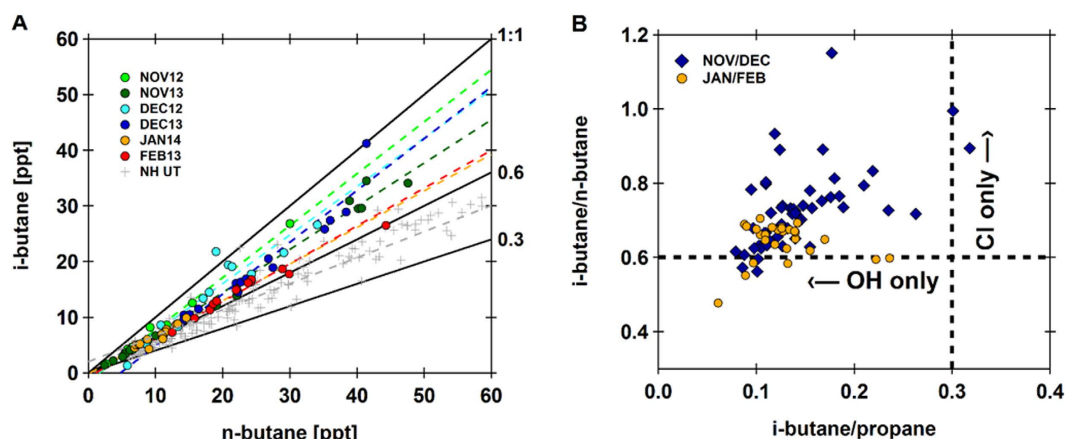 A
60
50
40
30
20
10
0
i-butane [ppt]
NOV12
NOV13
DEC12
DEC13
JAN14
FEB13
NH UT
1:1
0.6
0.3
0 10 20 30 40 50 60
n-butane [ppt]
B
1.2
1.0
0.8
0.6
0.4
i-butane/n-butane
NOV/DEC
JAN/FEB
Cl only —>
<— OH only
0.0 0.1 0.2 0.3 0.4
i-butane/propane